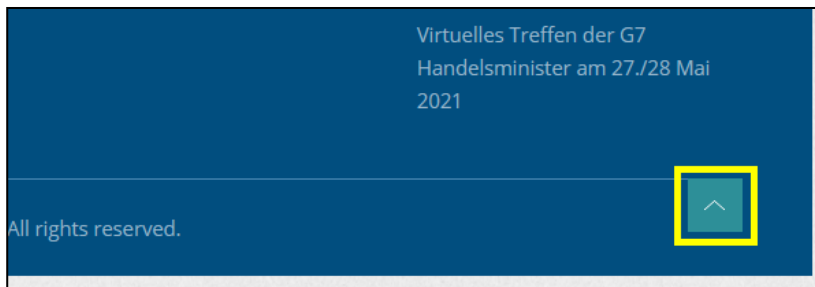 Virtuelles Treffen der G7
Handelsminister am 27./28 Mai
2021
All rights reserved.